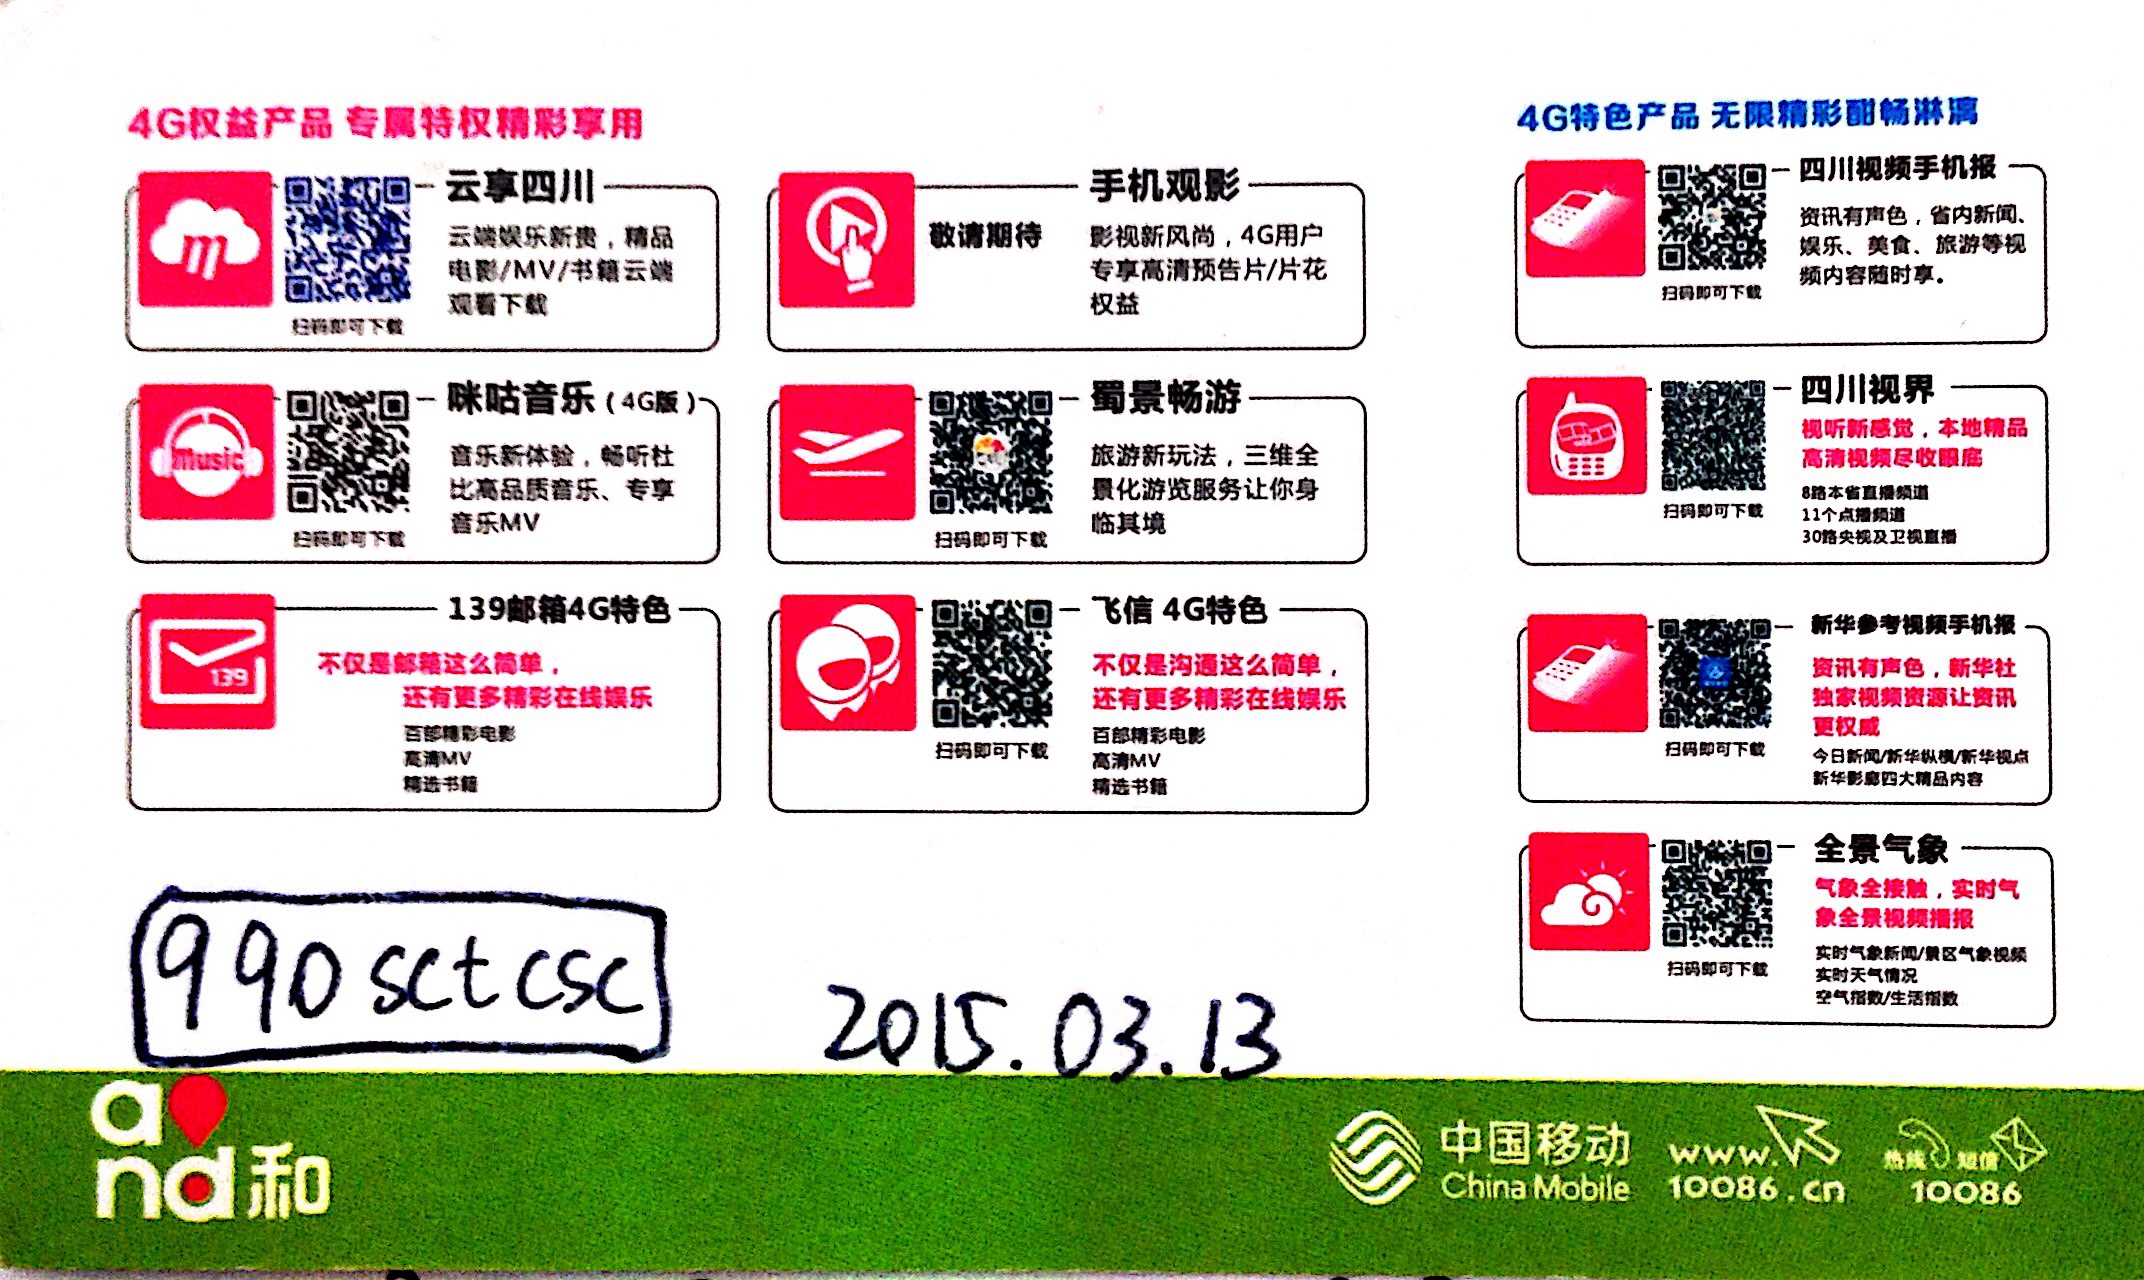 4G权益产品 专属特权精彩享用
m
云享四川
云端娱乐新贵，精品
电影/MV/书籍云端
观看下载
扫码即可下载
手机观影
敬请期待
影视新风尚，4G用户
专享高清预告片/片花
权益
music
咪咕音乐（4G版）
音乐新体验，畅听杜
比高品质音乐、专享
音乐MV
扫码即可下载
蜀景畅游
旅游新玩法，三维全
景化游览服务让你身
临其境
扫码即可下载
139
139邮箱4G特色
不仅是邮箱这么简单，
还有更多精彩在线娱乐
百部精彩电影
高清MV
精选书籍
飞信 4G特色
不仅是沟通这么简单，
还有更多精彩在线娱乐
百部精彩电影
高清MV
精选书籍
扫码即可下载
4G特色产品 无限精彩酣畅淋漓
四川视频手机报
资讯有声色，省内新闻、
娱乐、美食、旅游等视
频内容随时享。
扫码即可下载
四川视界
视听新感觉，本地精品
高清视频尽收眼底
8路本省直播频道
11个点播频道
30路央视及卫视直播
扫码即可下载
新华参考视频手机报
资讯有声色，新华社
独家视频资源让资讯
更权威
今日新闻/新华纵横/新华视点
新华影廊四大精品内容
扫码即可下载
全景气象
气象全接触，实时气
象全景视频播报
实时气象新闻/景区气象视频
实时天气情况
空气指数/生活指数
扫码即可下载
990sctcsc
2015.03.13
and和
中国移动
China Mobile
www.
10086.cn
热线 短信
10086